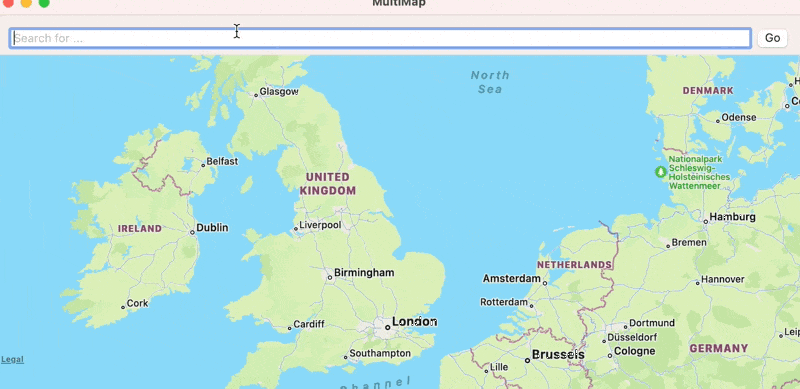 MultiMap
Search for ...
Go
North
Sea
DENMARK
Glasgow
Odense
Belfast
Nationalpark
Schleswig-
Holsteinisches
Wattenmeer
UNITED
KINGDOM
IRELAND
Dublin
Liverpool
Hamburg
Bremen
NETHERLANDS
Birmingham
Amsterdam
Hannover
Cork
Rotterdam
Cardiff
London
Dortmund
Düsseldorf
Southampton
Brussels
Cologne
GERMANY
Legal
Lille
Channel